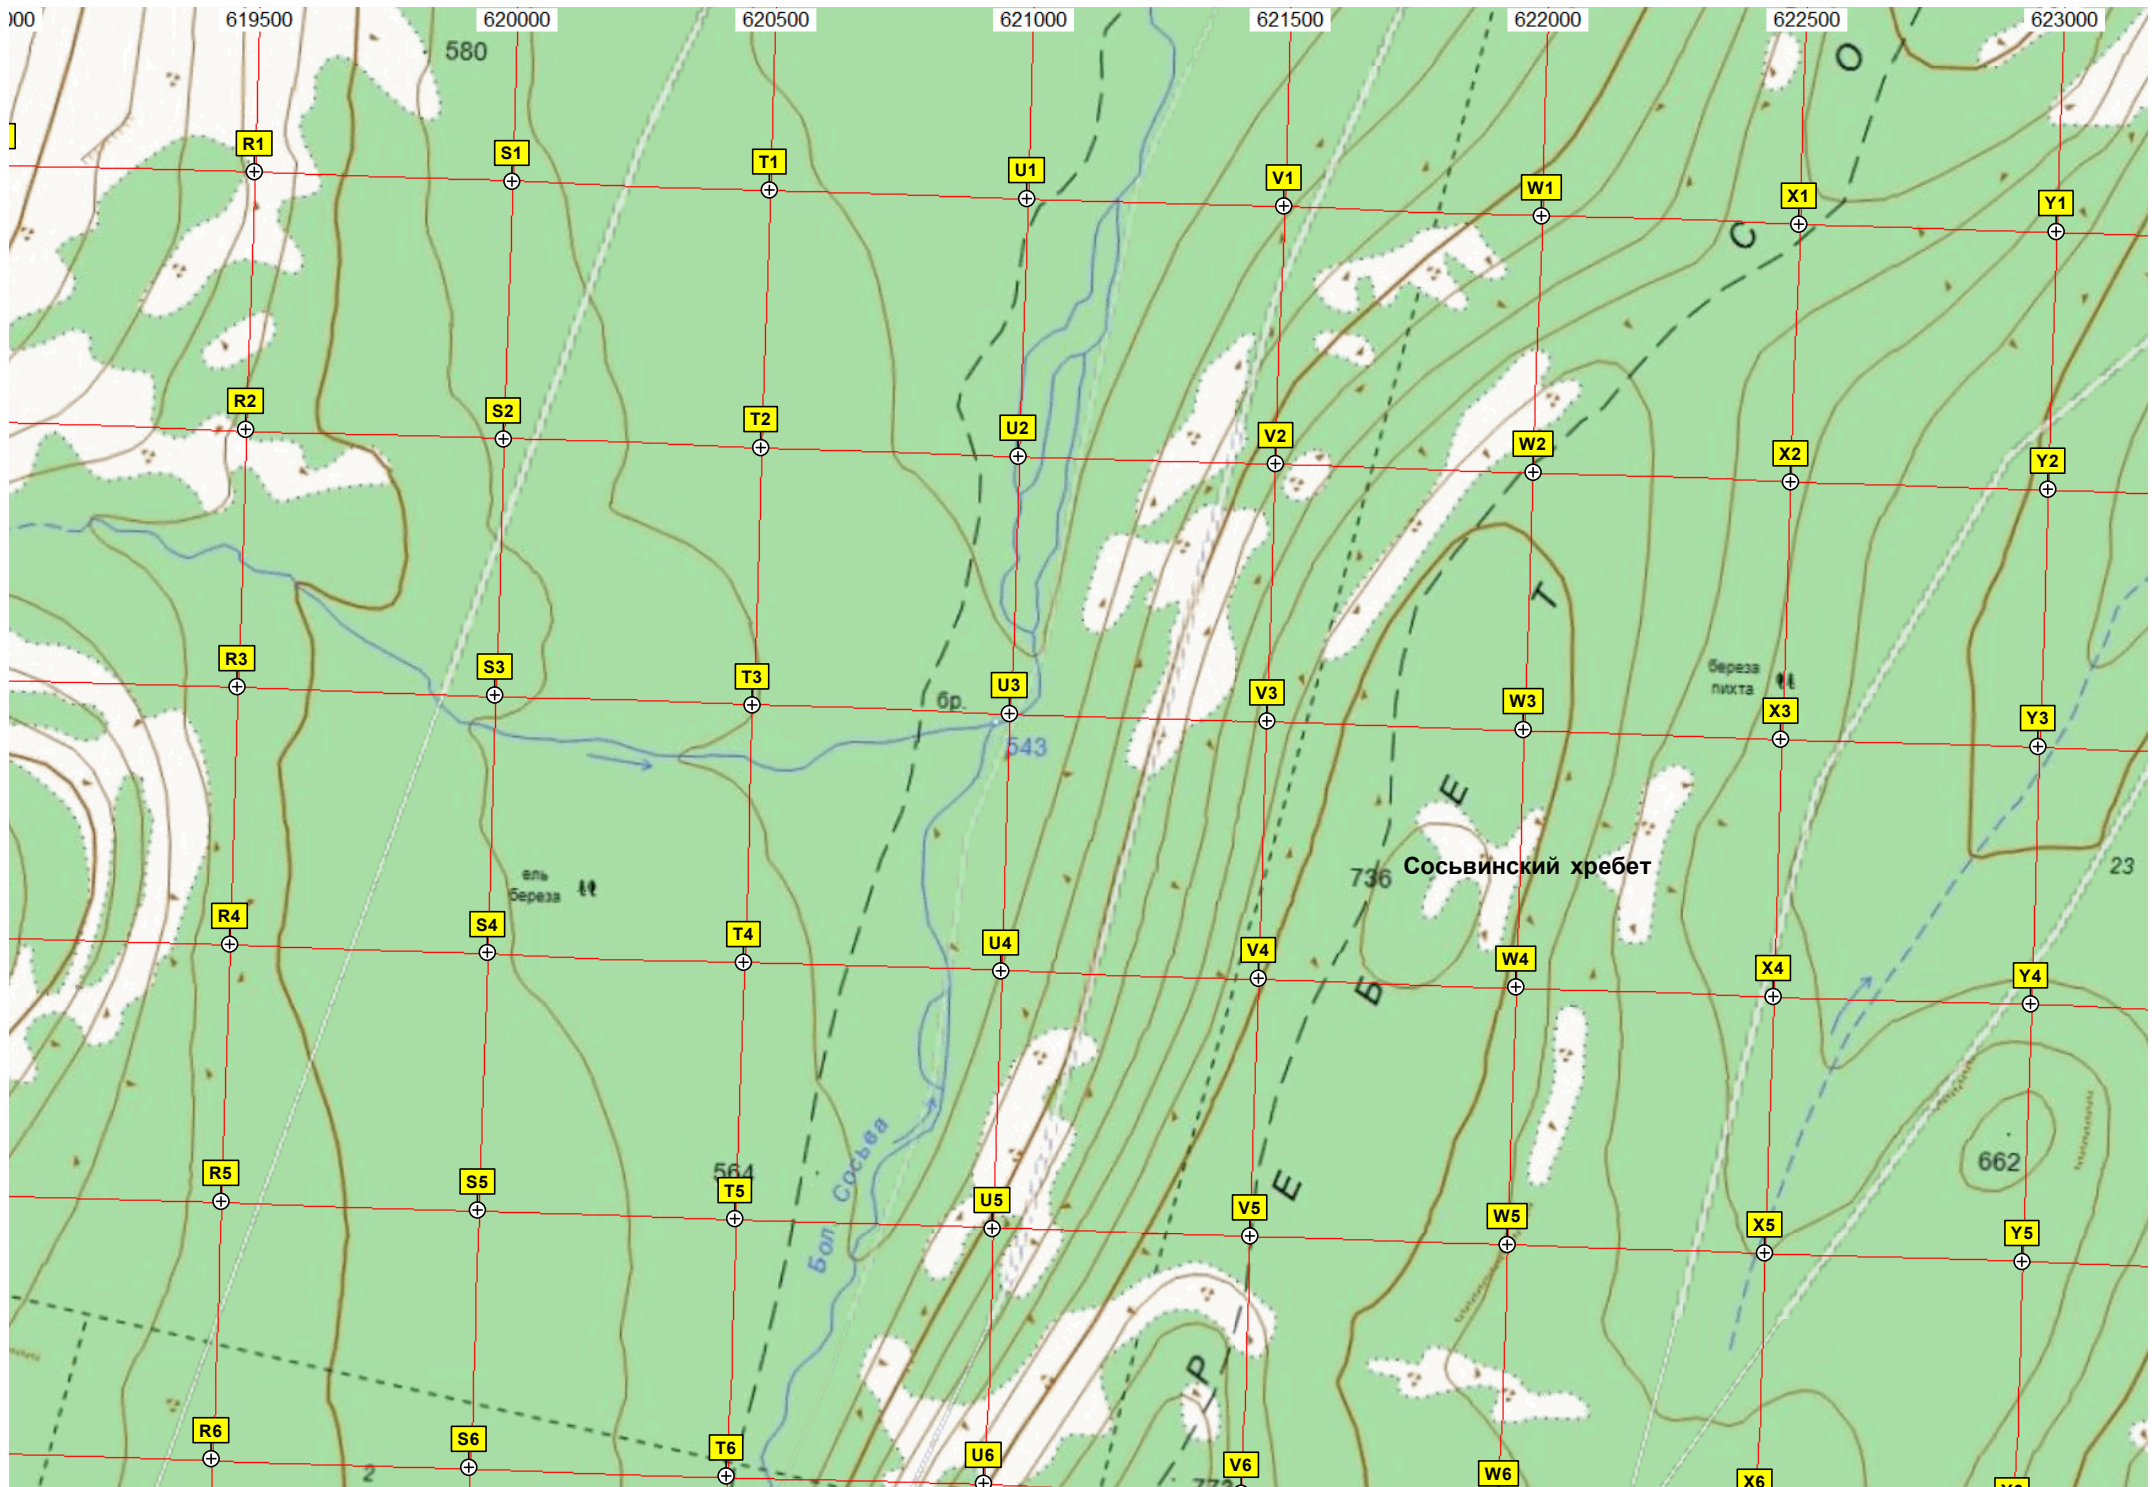 619500 620000 620500 621000 621500 622000 622500 623000
580
О
R1 S1 T1 U1 V1 W1 X1 Y1
С
R2 S2 T2 U2 V2 W2 X2 Y2
Т
береза
пихта
R3 S3 T3 U3 V3 W3 X3 Y3
бр.
543
Е
Сосьвинский хребет
736
23
ель
береза
R4 S4 T4 U4 V4 W4 X4 Y4
Б
Бол Сосьва
662
564
R5 S5 T5 U5 V5 W5 X5 Y5
Е
Р
R6 S6 T6 U6 V6 W6 X6
2